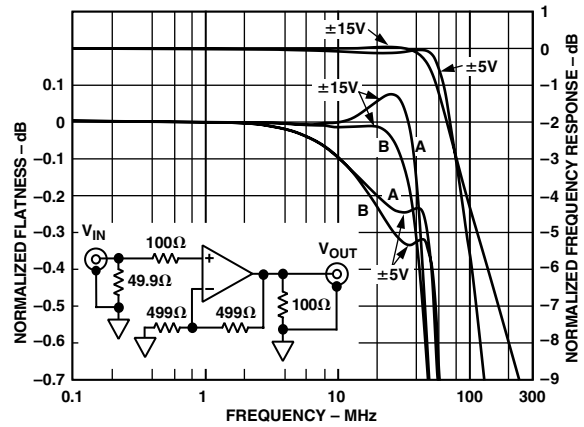 1
0
–1
–2
–3
–4
–5
–6
–7
–8
–9
NORMALIZED FREQUENCY RESPONSE – dB
0.1
0
–0.1
–0.2
–0.3
–0.4
–0.5
–0.6
–0.7
NORMALIZED FLATNESS – dB
±15V
±5V
±15V
B
A
A
B
±5V
VIN
100Ω
49.9Ω
+
–
VOUT
499Ω
499Ω
100Ω
0.1
1
10
100
300
FREQUENCY – MHz